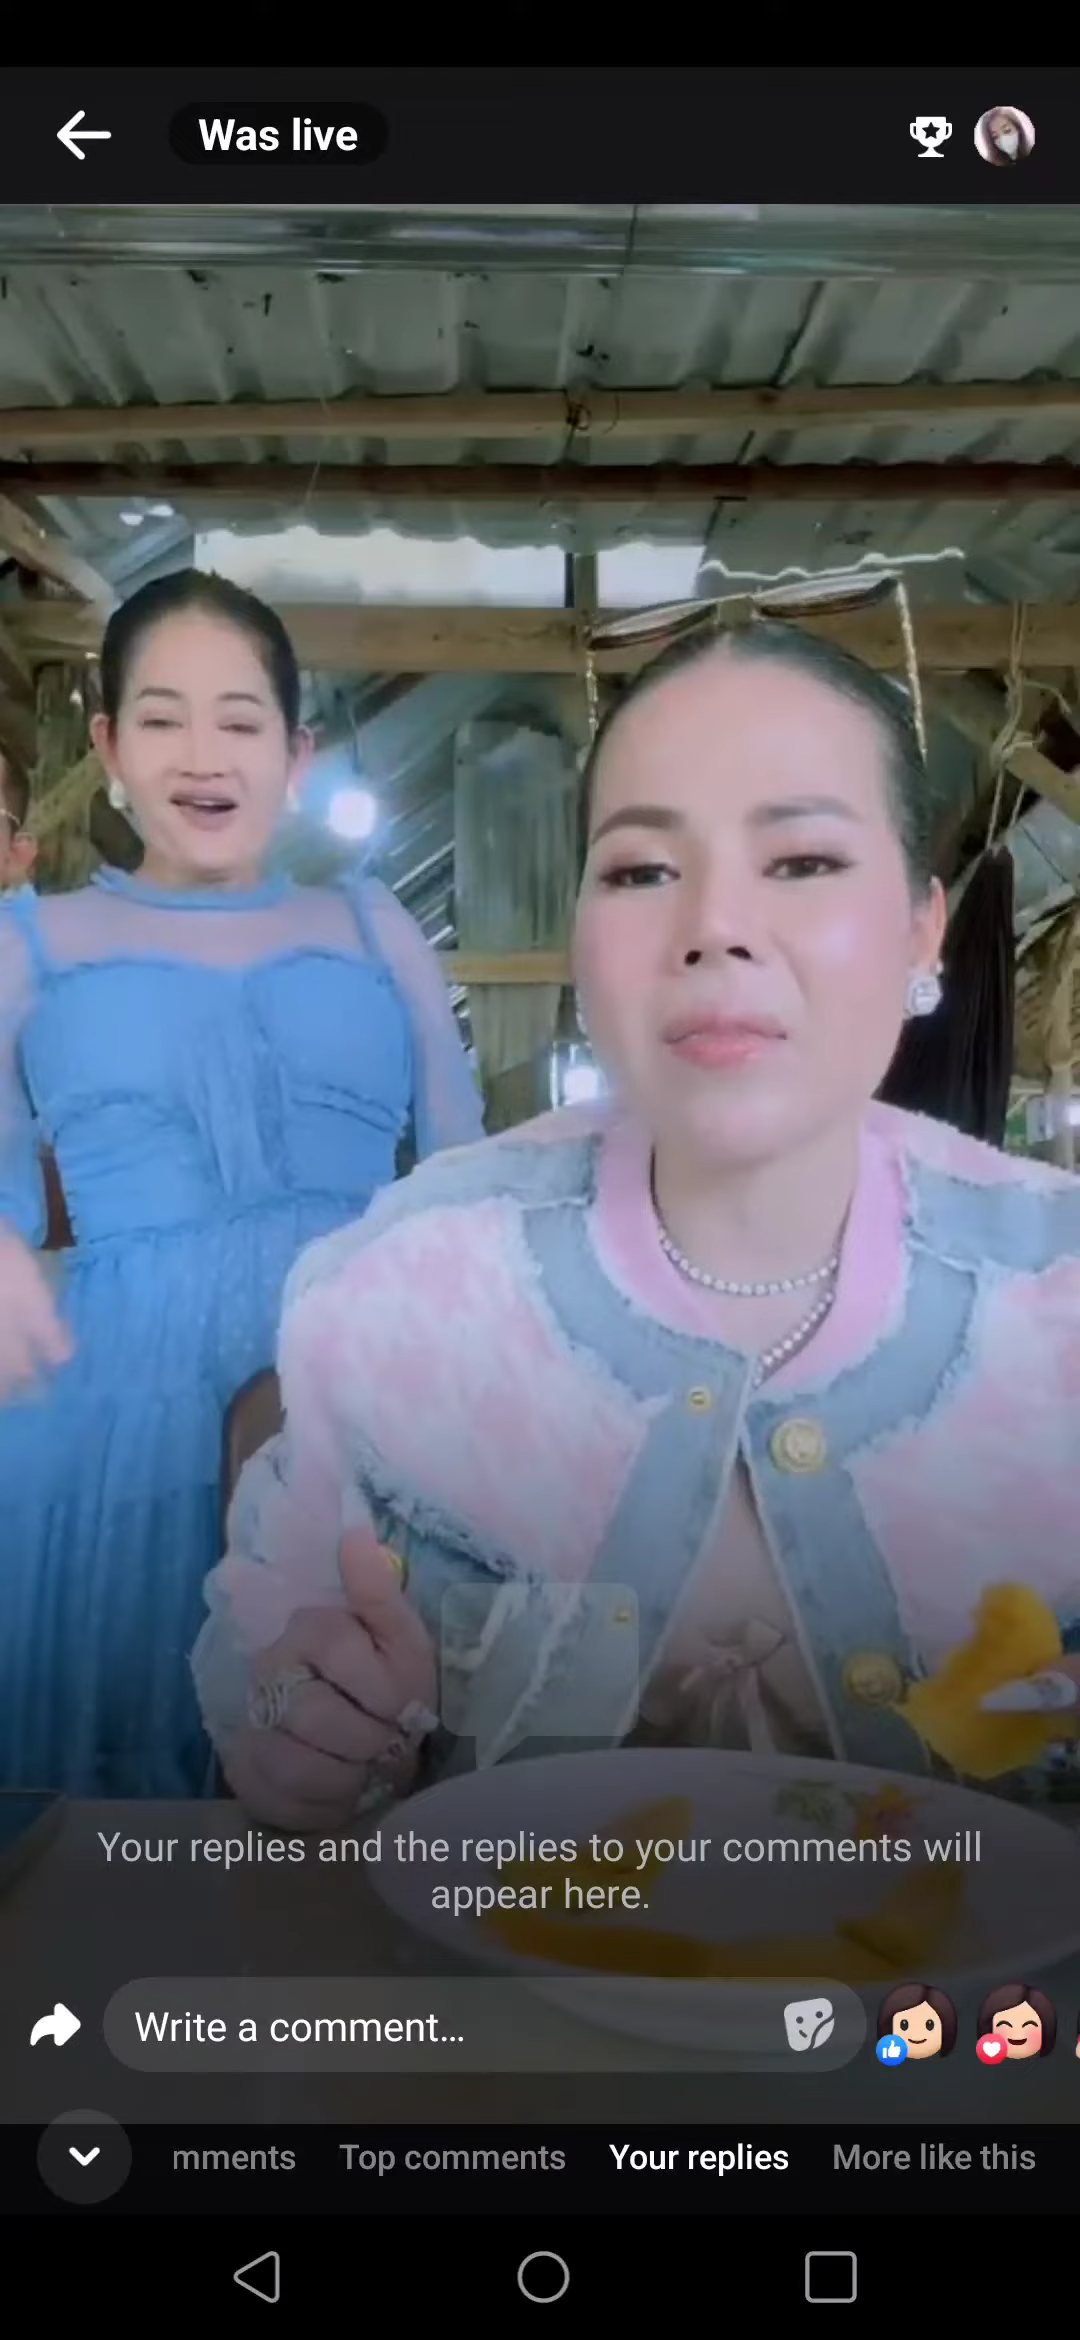 Was live
Your replies and the replies to your comments will
appear here.
Write a comment...
mments
Top comments
Your replies
More like this